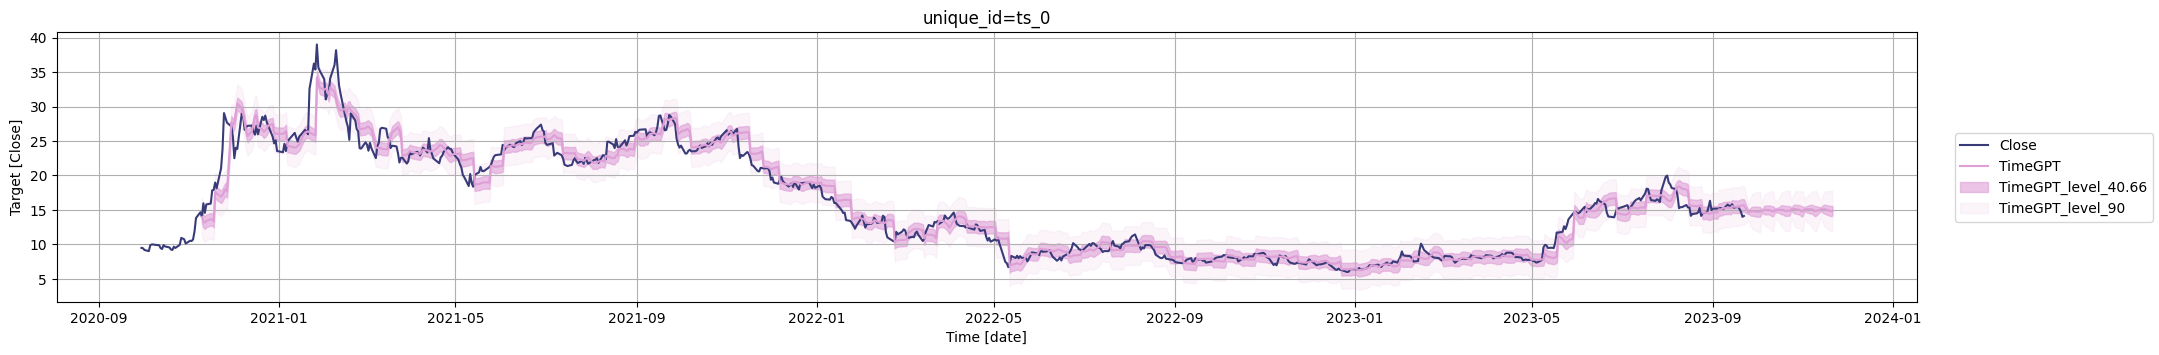 unique_id=ts_0
Target [Close]
40
35
30
25
20
15
10
5
2020-09 2021-01 2021-05 2021-09 2022-01 2022-05 2022-09 2023-01 2023-05 2023-09 2024-01
Time [date]
Close
TimeGPT
TimeGPT_level_40.66
TimeGPT_level_90